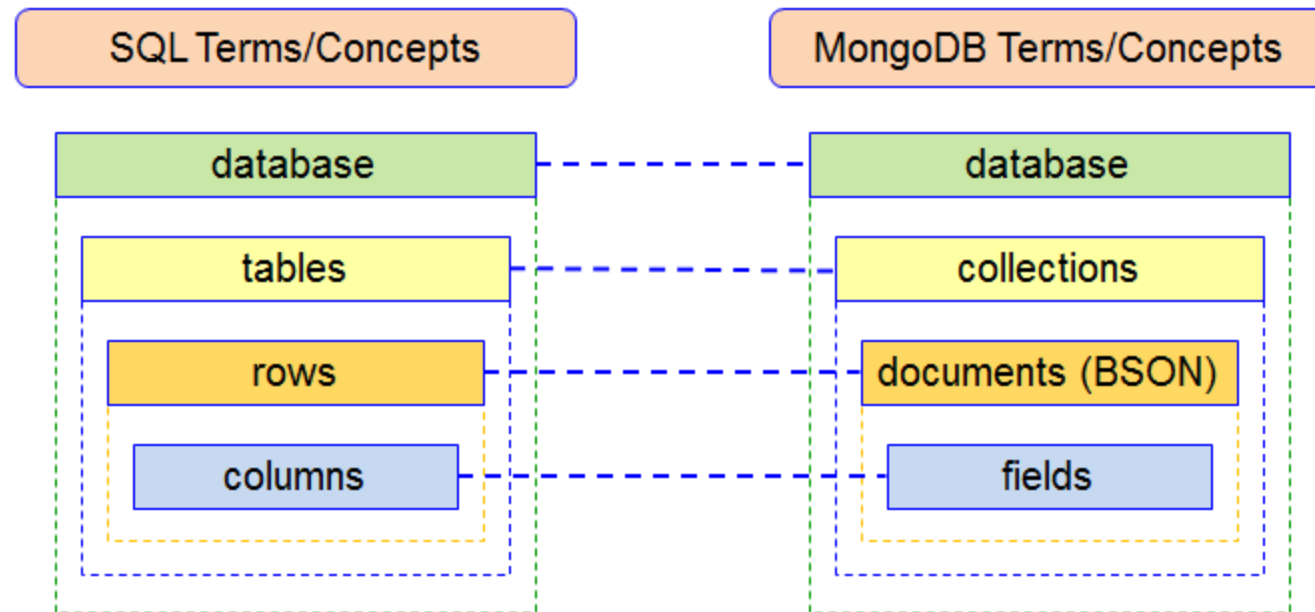 SQL Terms/Concepts
MongoDB Terms/Concepts
database
database
tables
collections
rows
documents (BSON)
columns
fields